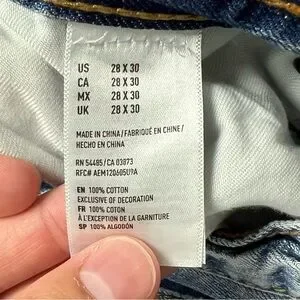 US 28 X 30
CA 28 X 30
MX 28 X 30
UK 28 X 30
MADE IN CHINA/FABRIQUÉ EN CHINE/
HECHO EN CHINA
RN 54485/CA 03873
RFC# AEM120605U9A
EN 100% COTTON
EXCLUSIVE OF DECORATION
FR 100% COTON
À L'EXCEPTION DE LA GARNITURE
SP 100% ALGODÓN